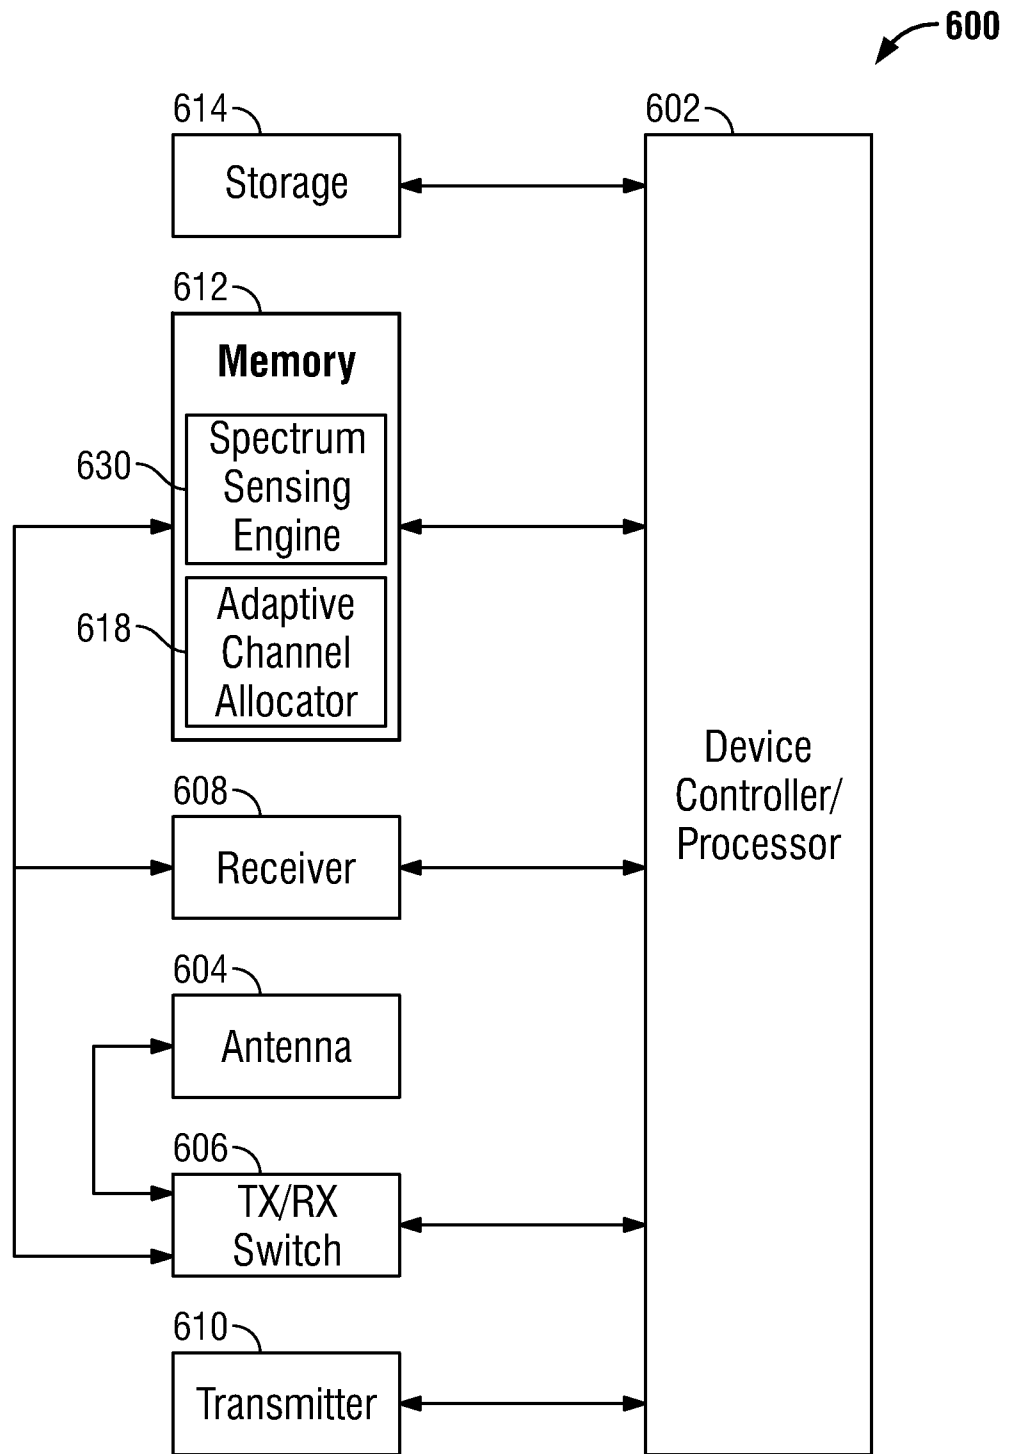 600
614
602
Storage
612
Memory
630
Spectrum
Sensing
Engine
618
Adaptive
Channel
Allocator
Device
Controller/
Processor
608
Receiver
604
Antenna
606
TX/RX
Switch
610
Transmitter